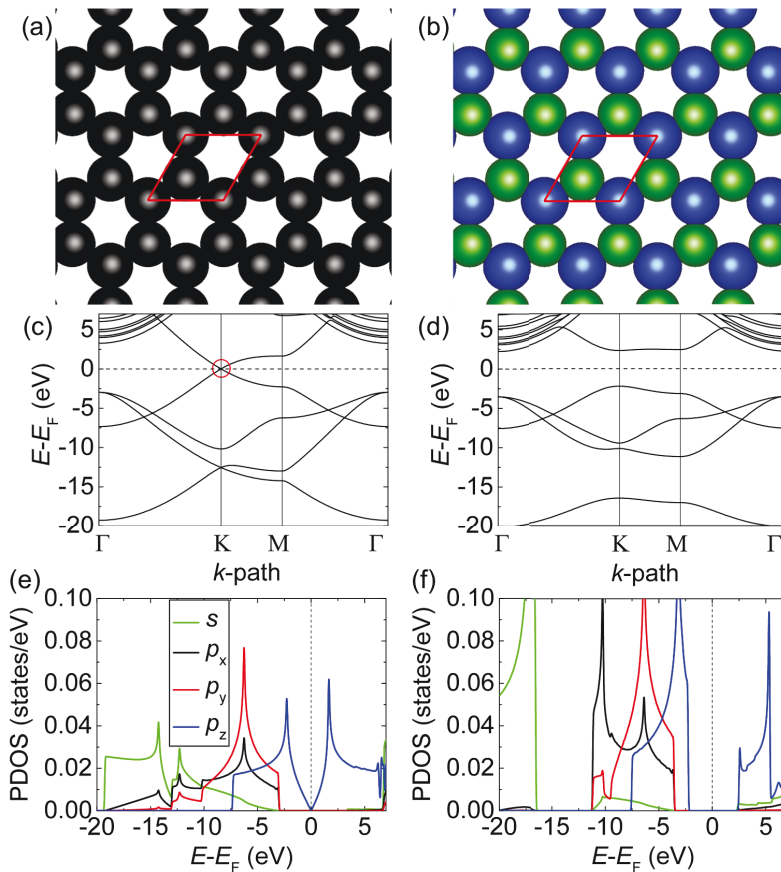 (a)
(b)
(c)
5
0
-5
-10
-15
-20
E-E_F (eV)
Γ
K
M
Γ
k-path
(d)
5
0
-5
-10
-15
-20
E-E_F (eV)
Γ
K
M
Γ
k-path
(e)
0.10
0.08
0.06
0.04
0.02
0.00
PDOS (states/eV)
s
p_x
p_y
p_z
-20
-15
-10
-5
0
5
E-E_F (eV)
(f)
0.10
0.08
0.06
0.04
0.02
0.00
PDOS (states/eV)
-20
-15
-10
-5
0
5
E-E_F (eV)